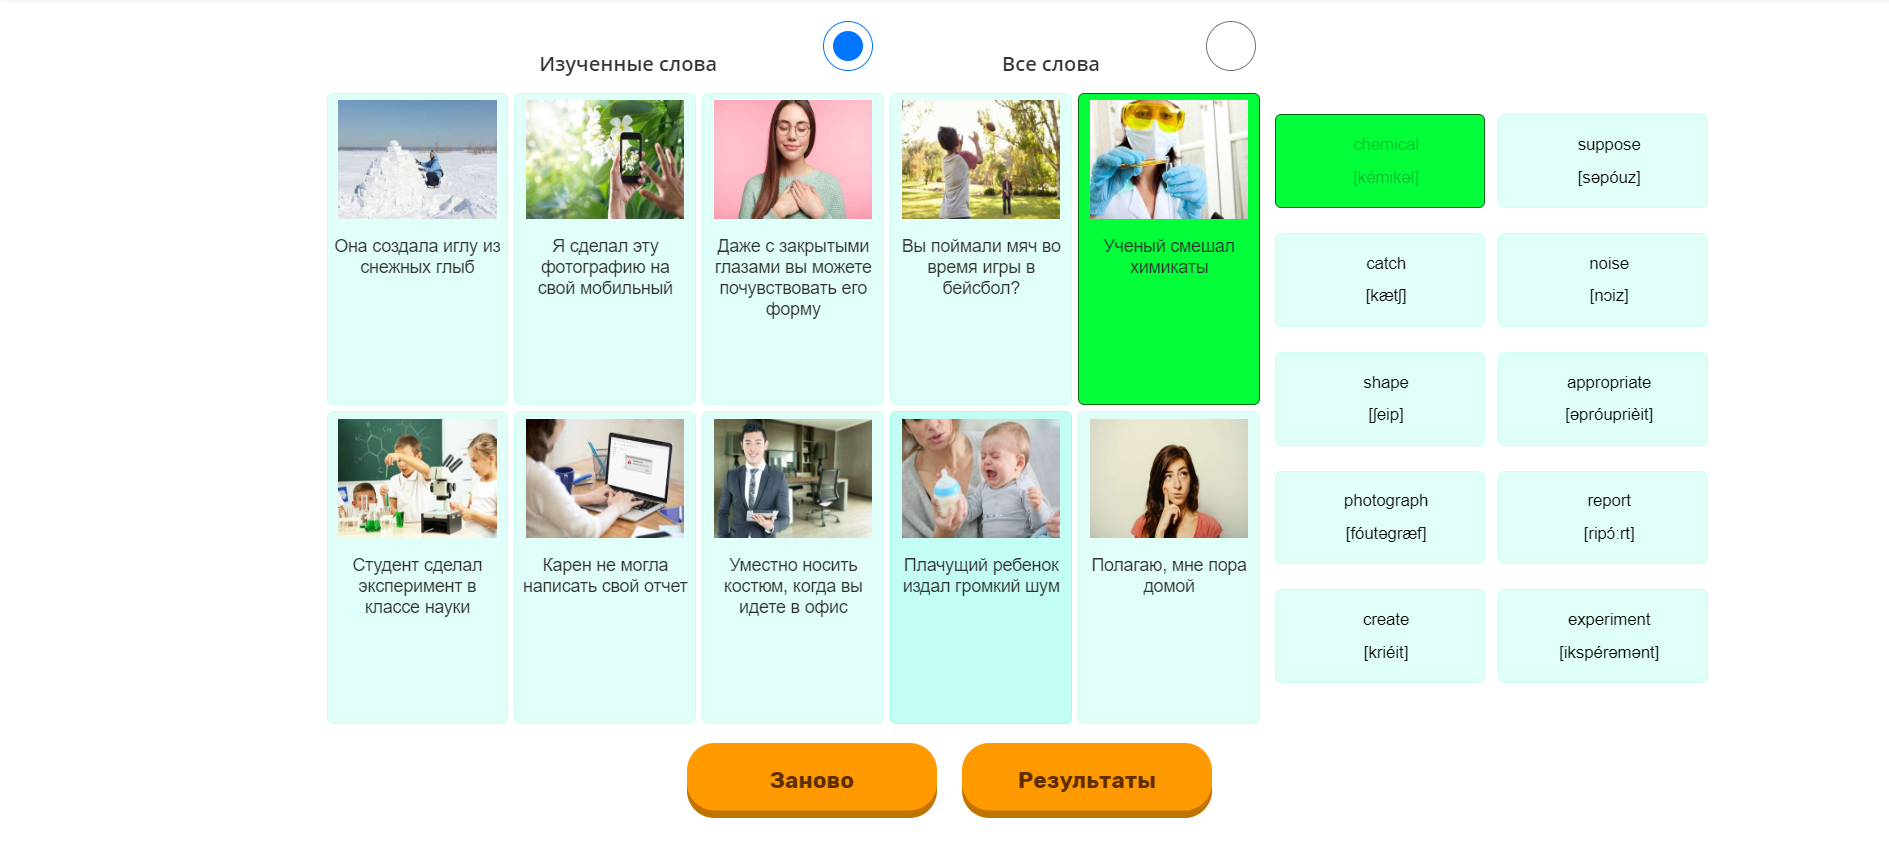 Изученные слова
Все слова
Она создала иглу из
снежных глыб
Я сделал эту
фотографию на
свой мобильный
Даже с закрытыми
глазами вы можете
почувствовать его
форму
Вы поймали мяч во
время игры в
бейсбол?
Ученый смешал
химикаты
Студент сделал
эксперимент в
классе науки
Карен не могла
написать свой отчет
Уместно носить
костюм, когда вы
идете в офис
Плачущий ребенок
издал громкий шум
Полагаю, мне пора
домой
chemical
[kémikəl]
suppose
[səpóuz]
catch
[kætʃ]
noise
[nɔiz]
shape
[ʃeip]
appropriate
[əpróuprièit]
photograph
[fóutəgræf]
report
[ripɔ́ːrt]
create
[kriéit]
experiment
[ikspérəmənt]
Заново
Результаты